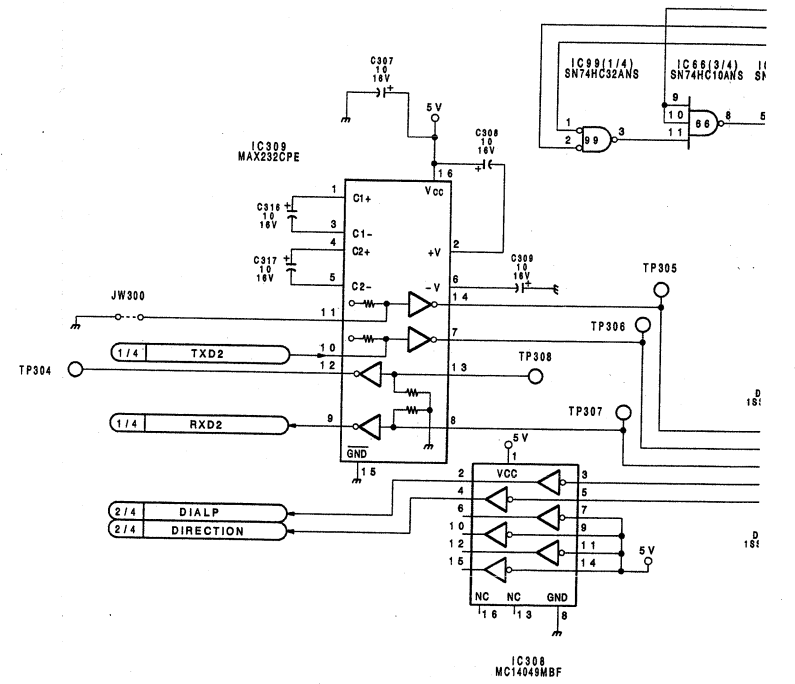 C307
10
16V
+
5V
IC309
MAX232CPE
C308
10
16V
+
16
VCC
1
C1+
C316
10
16V
+
3
C1-
4
C2+
C317
10
16V
+
5
C2-
+V
2
-V
6
C309
10
16V
+
JW300
11
14
TP305
1/4
TXD2
10
7
TP306
TP304
12
13
TP308
1/4
RXD2
9
8
TP307
GND
15
IC99(1/4)
SN74HC32ANS
IC66(3/4)
SN74HC10ANS
I
SN
1
2
99
3
9
10
11
66
8
5
D
1SS
5V
1
VCC
2
3
4
5
6
7
10
9
12
11
15
14
5V
2/4
DIALP
2/4
DIRECTION
D
1SS
NC
NC
GND
16
13
8
IC308
MC14049MBF